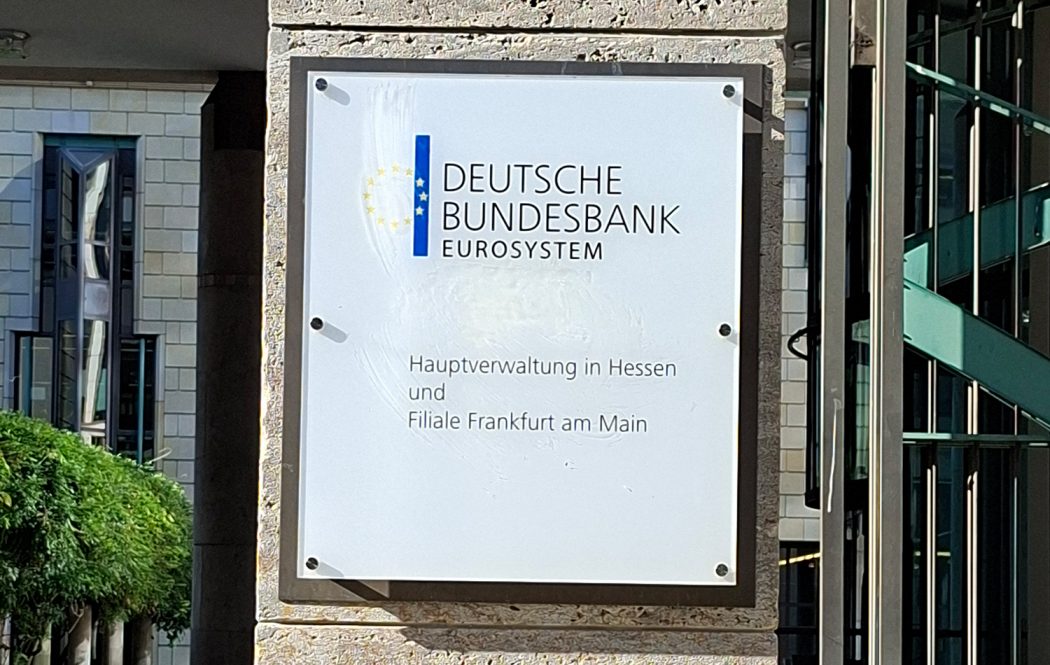 DEUTSCHE
BUNDESBANK
EUROSYSTEM
Hauptverwaltung in Hessen
und
Filiale Frankfurt am Main